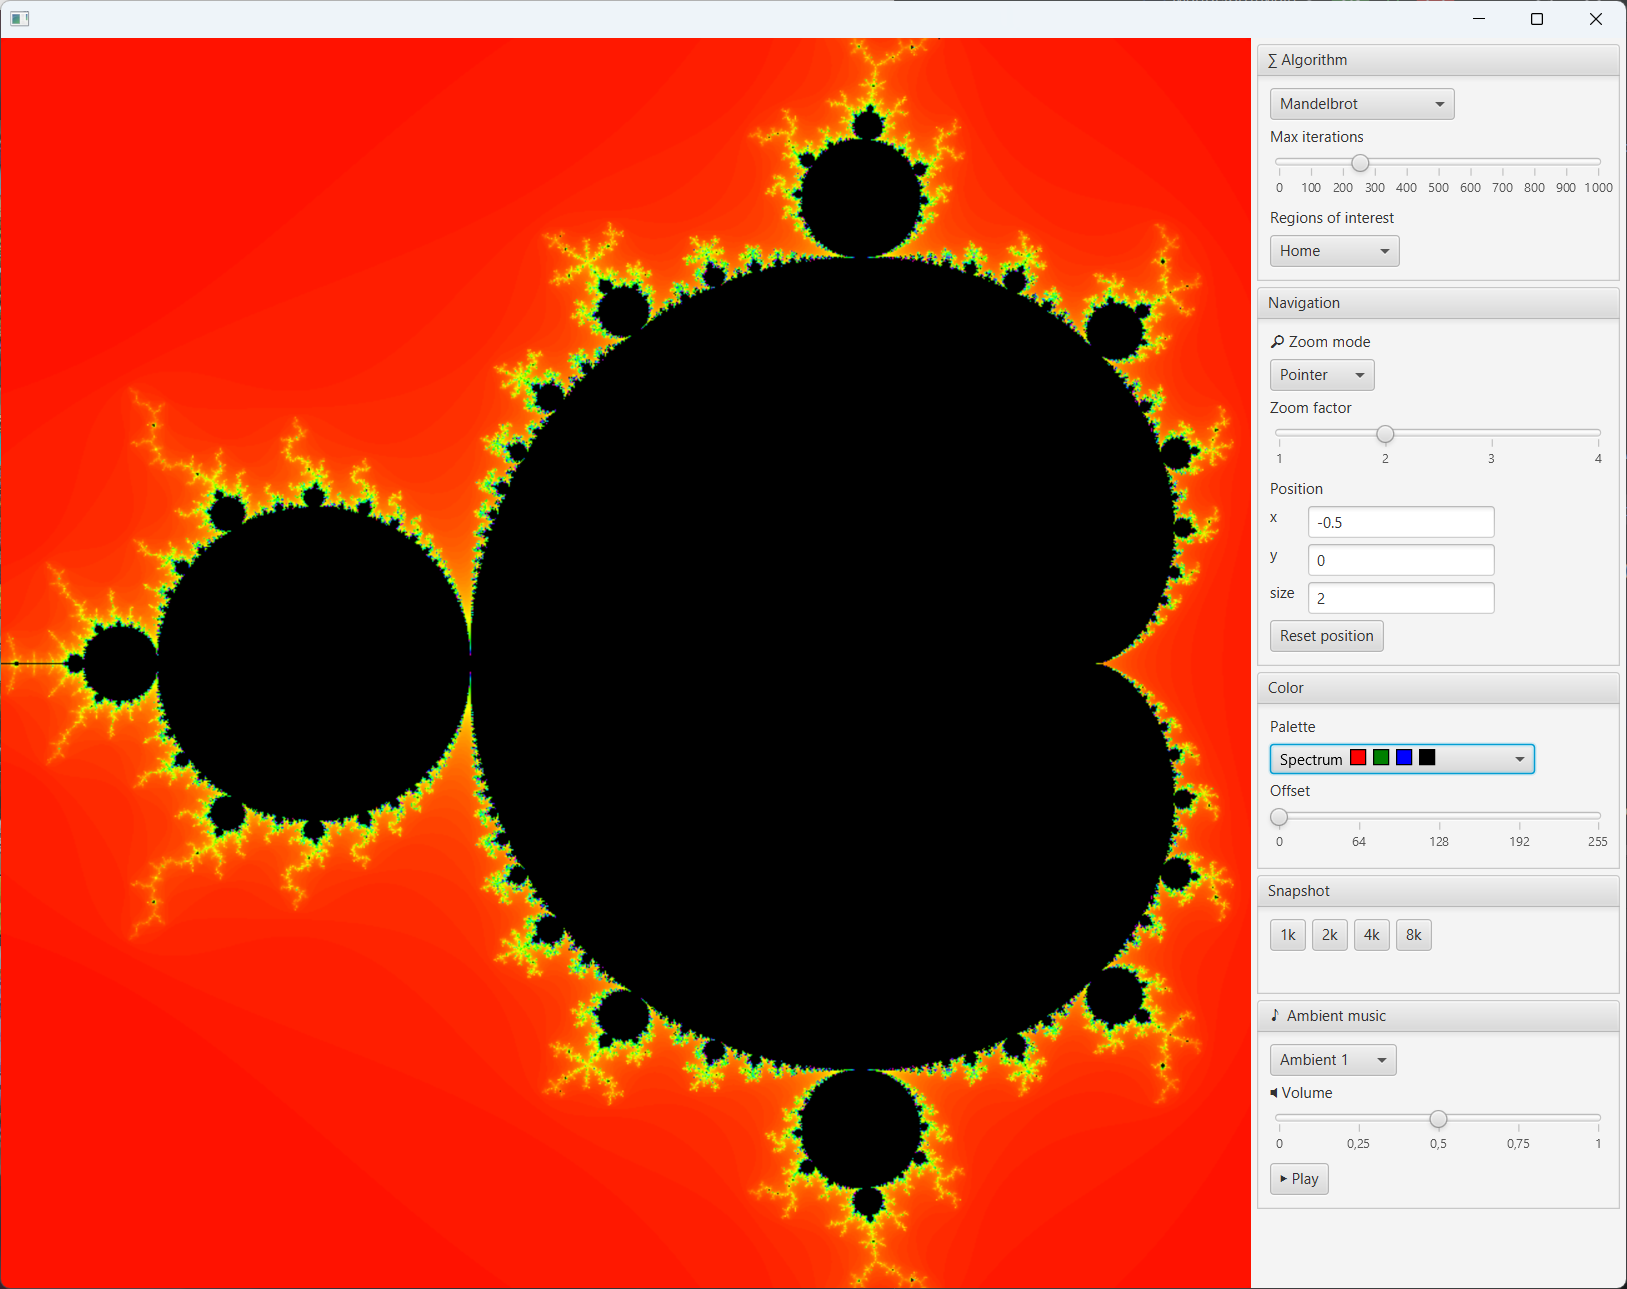 ∑ Algorithm
Mandelbrot
Max iterations
0 100 200 300 400 500 600 700 800 900 1000
Regions of interest
Home
Navigation
Zoom mode
Pointer
Zoom factor
1 2 3 4
Position
x -0.5
y 0
size 2
Reset position
Color
Palette
Spectrum
Offset
0 64 128 192 255
Snapshot
1k 2k 4k 8k
♪ Ambient music
Ambient 1
Volume
0 0,25 0,5 0,75 1
Play